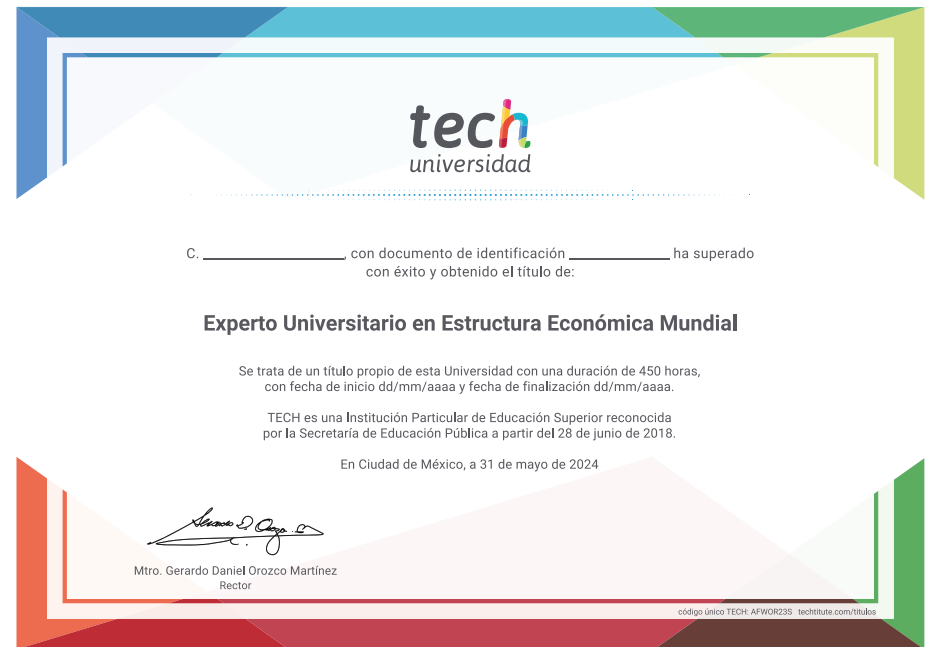 tech
universidad
C. ____________, con documento de identificación ____________ ha superado
con éxito y obtenido el título de:
Experto Universitario en Estructura Económica Mundial
Se trata de un título propio de esta Universidad con una duración de 450 horas,
con fecha de inicio dd/mm/aaaa y fecha de finalización dd/mm/aaaa.
TECH es una Institución Particular de Educación Superior reconocida
por la Secretaría de Educación Pública a partir del 28 de junio de 2018.
En Ciudad de México, a 31 de mayo de 2024
Mtro. Gerardo Daniel Orozco Martínez
Rector
código único TECH: AFWOR23S techtitute.com/titulos